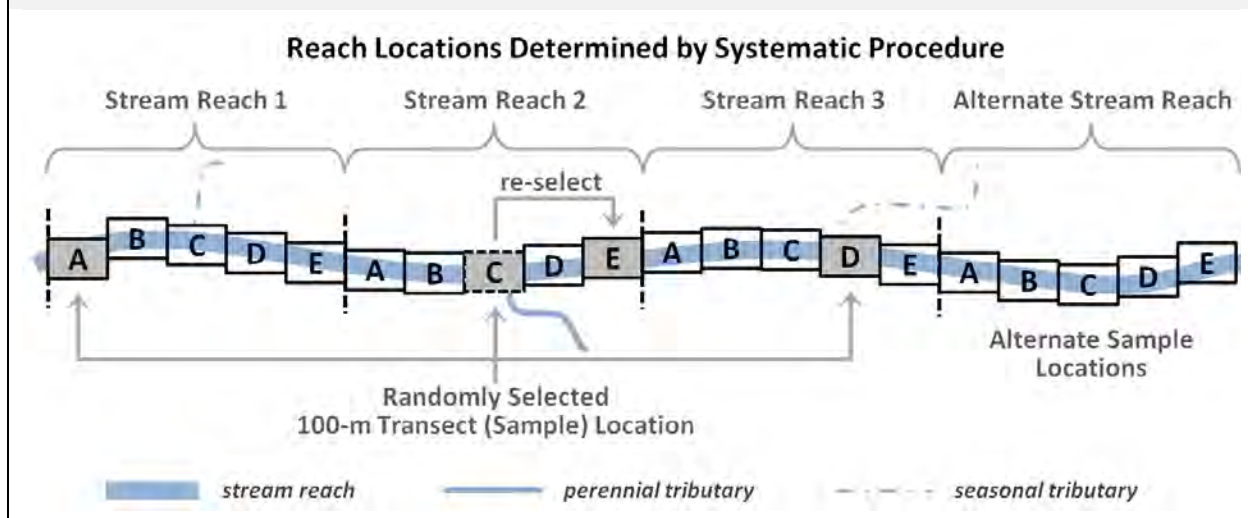 Reach Locations Determined by Systematic Procedure
Stream Reach 1 Stream Reach 2 Stream Reach 3 Alternate Stream Reach
re-select
A B C D E A B C D E A B C D E A B C D E
Alternate Sample
Locations
Randomly Selected
100-m Transect (Sample) Location
stream reach perennial tributary seasonal tributary